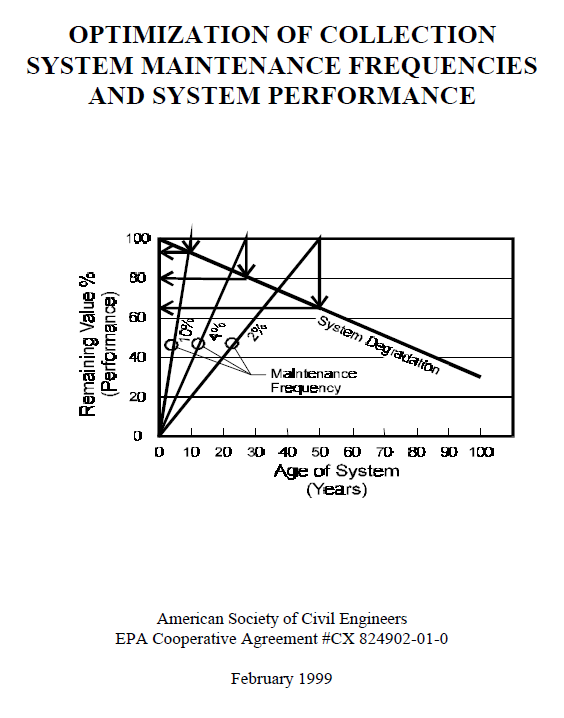 OPTIMIZATION OF COLLECTION
SYSTEM MAINTENANCE FREQUENCIES
AND SYSTEM PERFORMANCE
Remaining Value %
(Performance)
100
80
60
40
20
0
10%
4%
2%
System Degradation
Maintenance
Frequency
0 10 20 30 40 50 60 70 80 90 100
Age of System
(Years)
American Society of Civil Engineers
EPA Cooperative Agreement #CX 824902-01-0
February 1999